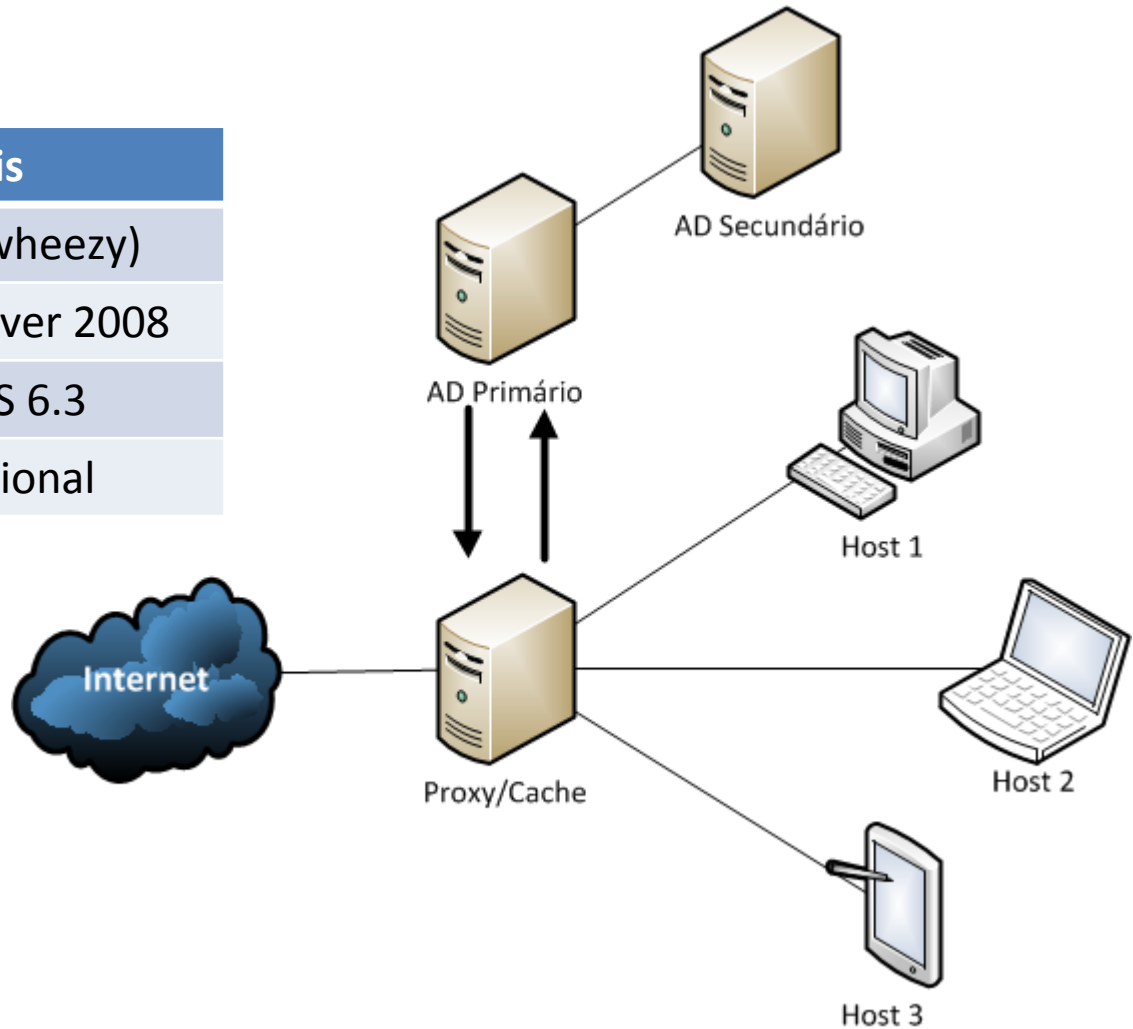 is
wheezy)
ver 2008
S 6.3
ional
AD Secundário
AD Primário
Host 1
Internet
Proxy/Cache
Host 2
Host 3